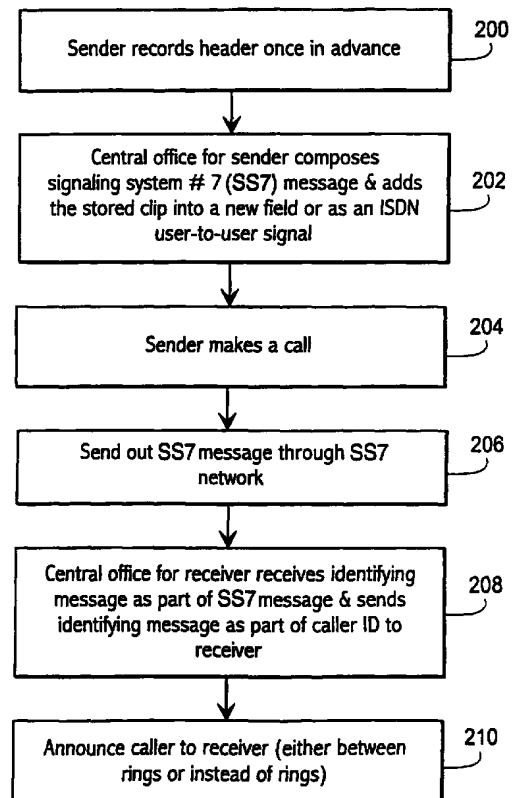 Sender records header once in advance
200
Central office for sender composes
signaling system # 7 (SS7) message & adds
the stored clip into a new field or as an ISDN
user-to-user signal
202
Sender makes a call
204
Send out SS7 message through SS7
network
206
Central office for receiver receives identifying
message as part of SS7 message & sends
identifying message as part of caller ID to
receiver
208
Announce caller to receiver (either between
rings or instead of rings)
210